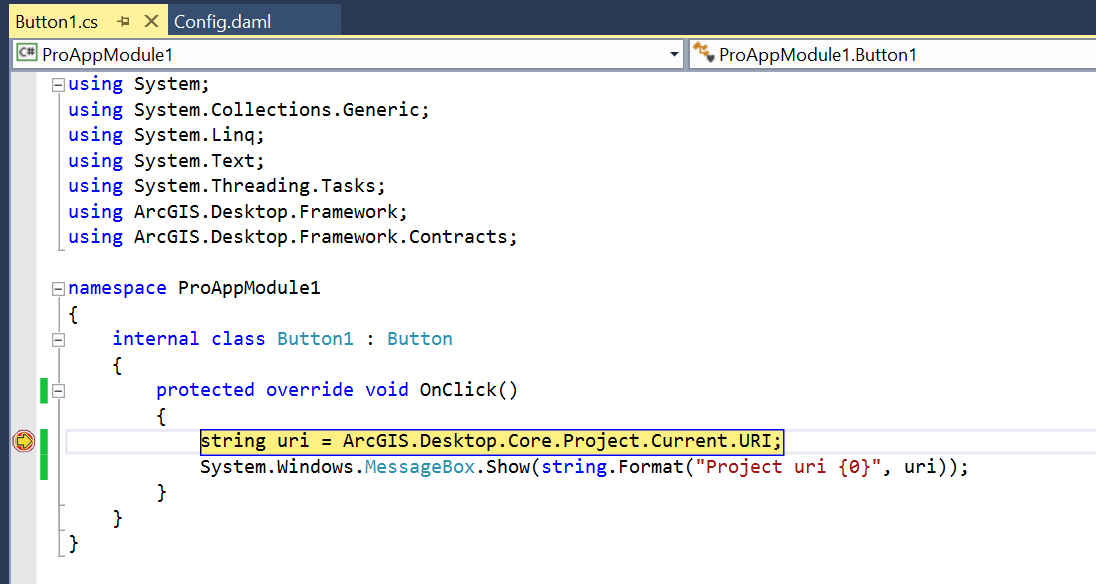 Button1.cs Config.daml
C# ProAppModule1 ProAppModule1.Button1
using System;
using System.Collections.Generic;
using System.Linq;
using System.Text;
using System.Threading.Tasks;
using ArcGIS.Desktop.Framework;
using ArcGIS.Desktop.Framework.Contracts;
namespace ProAppModule1
{
internal class Button1 : Button
{
protected override void OnClick()
{
string uri = ArcGIS.Desktop.Core.Project.Current.URI;
System.Windows.MessageBox.Show(string.Format("Project uri {0}", uri));
}
}
}